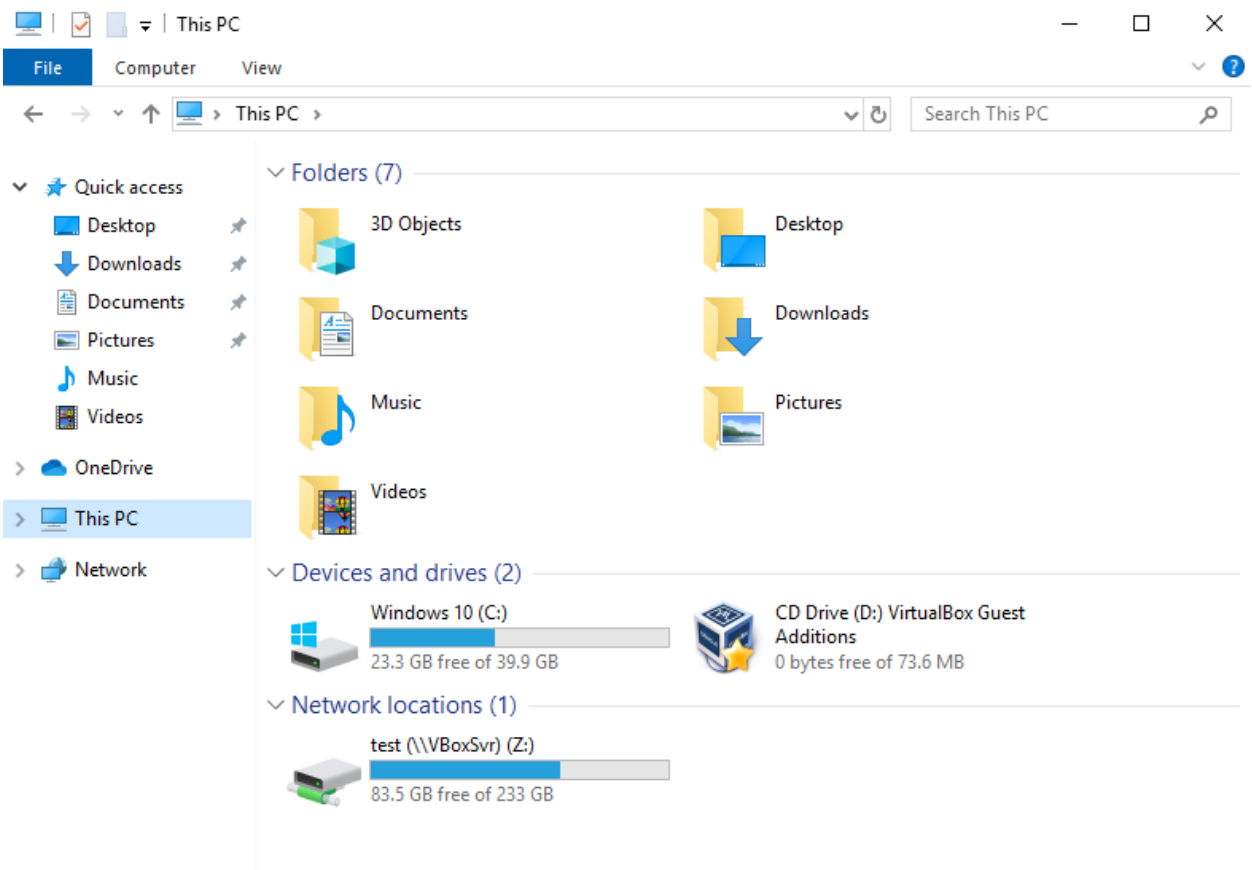 This PC
File Computer View
This PC
Search This PC
Quick access
Desktop
Downloads
Documents
Pictures
Music
Videos
OneDrive
This PC
Network
Folders (7)
3D Objects
Desktop
Documents
Downloads
Music
Pictures
Videos
Devices and drives (2)
Windows 10 (C:)
23.3 GB free of 39.9 GB
CD Drive (D:) VirtualBox Guest
Additions
0 bytes free of 73.6 MB
Network locations (1)
test (\\VBoxSvr) (Z:)
83.5 GB free of 233 GB